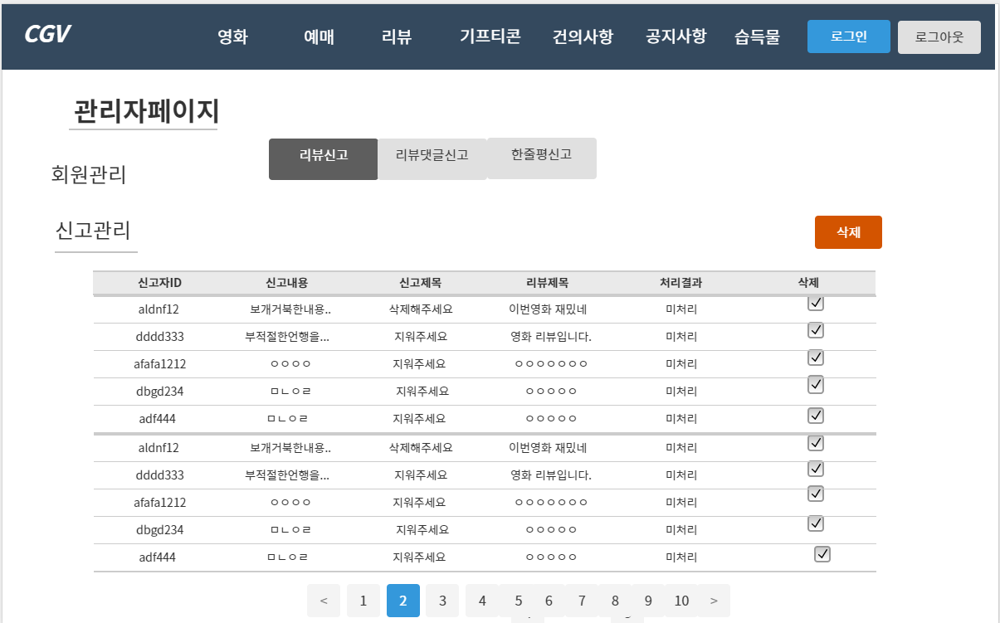 CGV 영화 예매 리뷰 기프티콘 건의사항 공지사항 습득물 로그인 로그아웃
관리자페이지
리뷰신고 리뷰댓글신고 한줄평신고
회원관리
신고관리
삭제
신고자ID 신고내용 신고제목 리뷰제목 처리결과 삭제
aldnf12 보개거북한내용.. 삭제해주세요 이번영화 재밌네 미처리
dddd333 부적절한언행을... 지워주세요 영화 리뷰입니다. 미처리
afafa1212 ㅇㅇㅇㅇ 지워주세요 ㅇㅇㅇㅇㅇㅇㅇ 미처리
dbgd234 ㅁㄴㅇㄹ 지워주세요 ㅇㅇㅇㅇㅇ 미처리
adf444 ㅁㄴㅇㄹ 지워주세요 ㅇㅇㅇㅇㅇ 미처리
aldnf12 보개거북한내용.. 삭제해주세요 이번영화 재밌네 미처리
dddd333 부적절한언행을... 지워주세요 영화 리뷰입니다. 미처리
afafa1212 ㅇㅇㅇㅇ 지워주세요 ㅇㅇㅇㅇㅇㅇㅇ 미처리
dbgd234 ㅁㄴㅇㄹ 지워주세요 ㅇㅇㅇㅇㅇ 미처리
adf444 ㅁㄴㅇㄹ 지워주세요 ㅇㅇㅇㅇㅇ 미처리
< 1 2 3 4 5 6 7 8 9 10 >